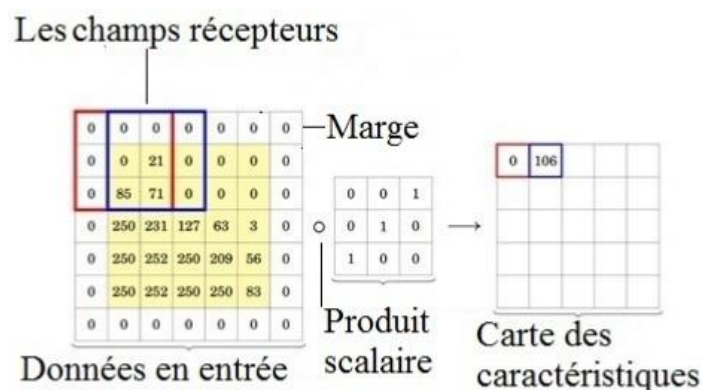 Les champs récepteurs
0 0 0 0 0 0 0
Marge
0 0 21 0 0 0 0
0 106
0 85 71 0 0 0 0
0 0 1
0 250 231 127 63 3 0
0 1 0
0 250 252 250 209 56 0
1 0 0
0 250 252 250 250 83 0
0 0 0 0 0 0 0
Données en entrée
Produit
scalaire
Carte des
caractéristiques